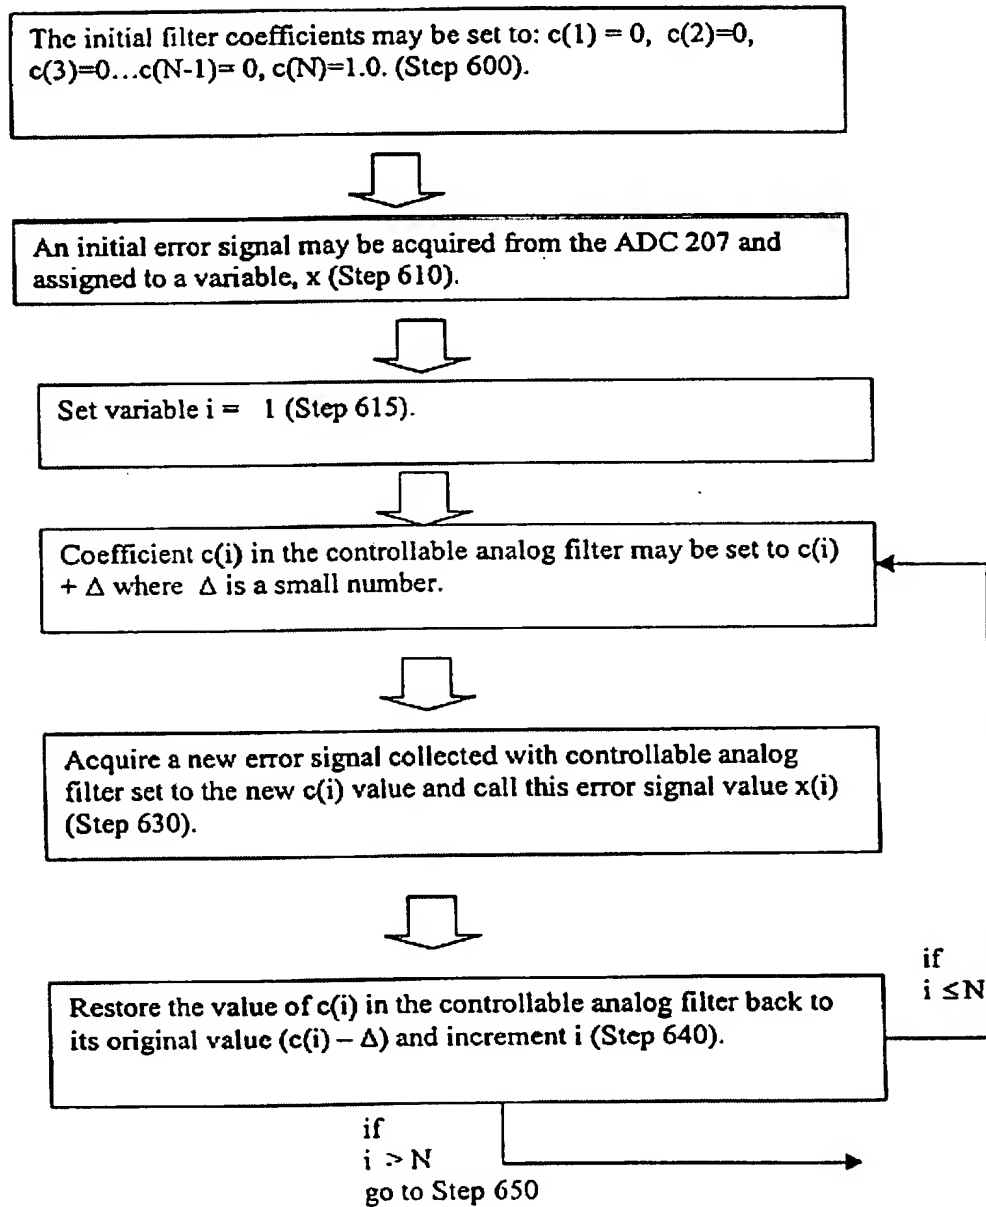 The initial filter coefficients may be set to: c(1) = 0, c(2)=0,
c(3)=0...c(N-1)= 0, c(N)=1.0. (Step 600).
An initial error signal may be acquired from the ADC 207 and
assigned to a variable, x (Step 610).
Set variable i = 1 (Step 615).
Coefficient c(i) in the controllable analog filter may be set to c(i)
+ Δ where Δ is a small number.
Acquire a new error signal collected with controllable analog
filter set to the new c(i) value and call this error signal value x(i)
(Step 630).
Restore the value of c(i) in the controllable analog filter back to
its original value (c(i) – Δ) and increment i (Step 640).
if
i ≤N
if
i > N
go to Step 650